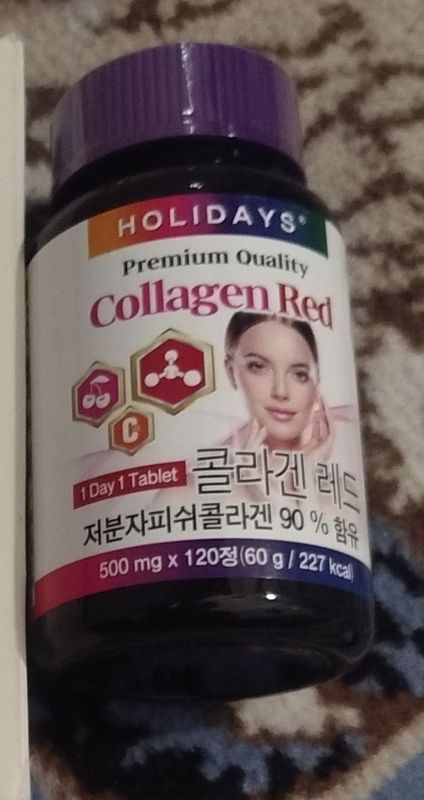 HOLIDAYS®
Premium Quality
Collagen Red
C
1 Day 1 Tablet
콜라겐 레드
저분자피쉬콜라겐 90 % 함유
500 mg x 120정(60 g / 227 kcal)